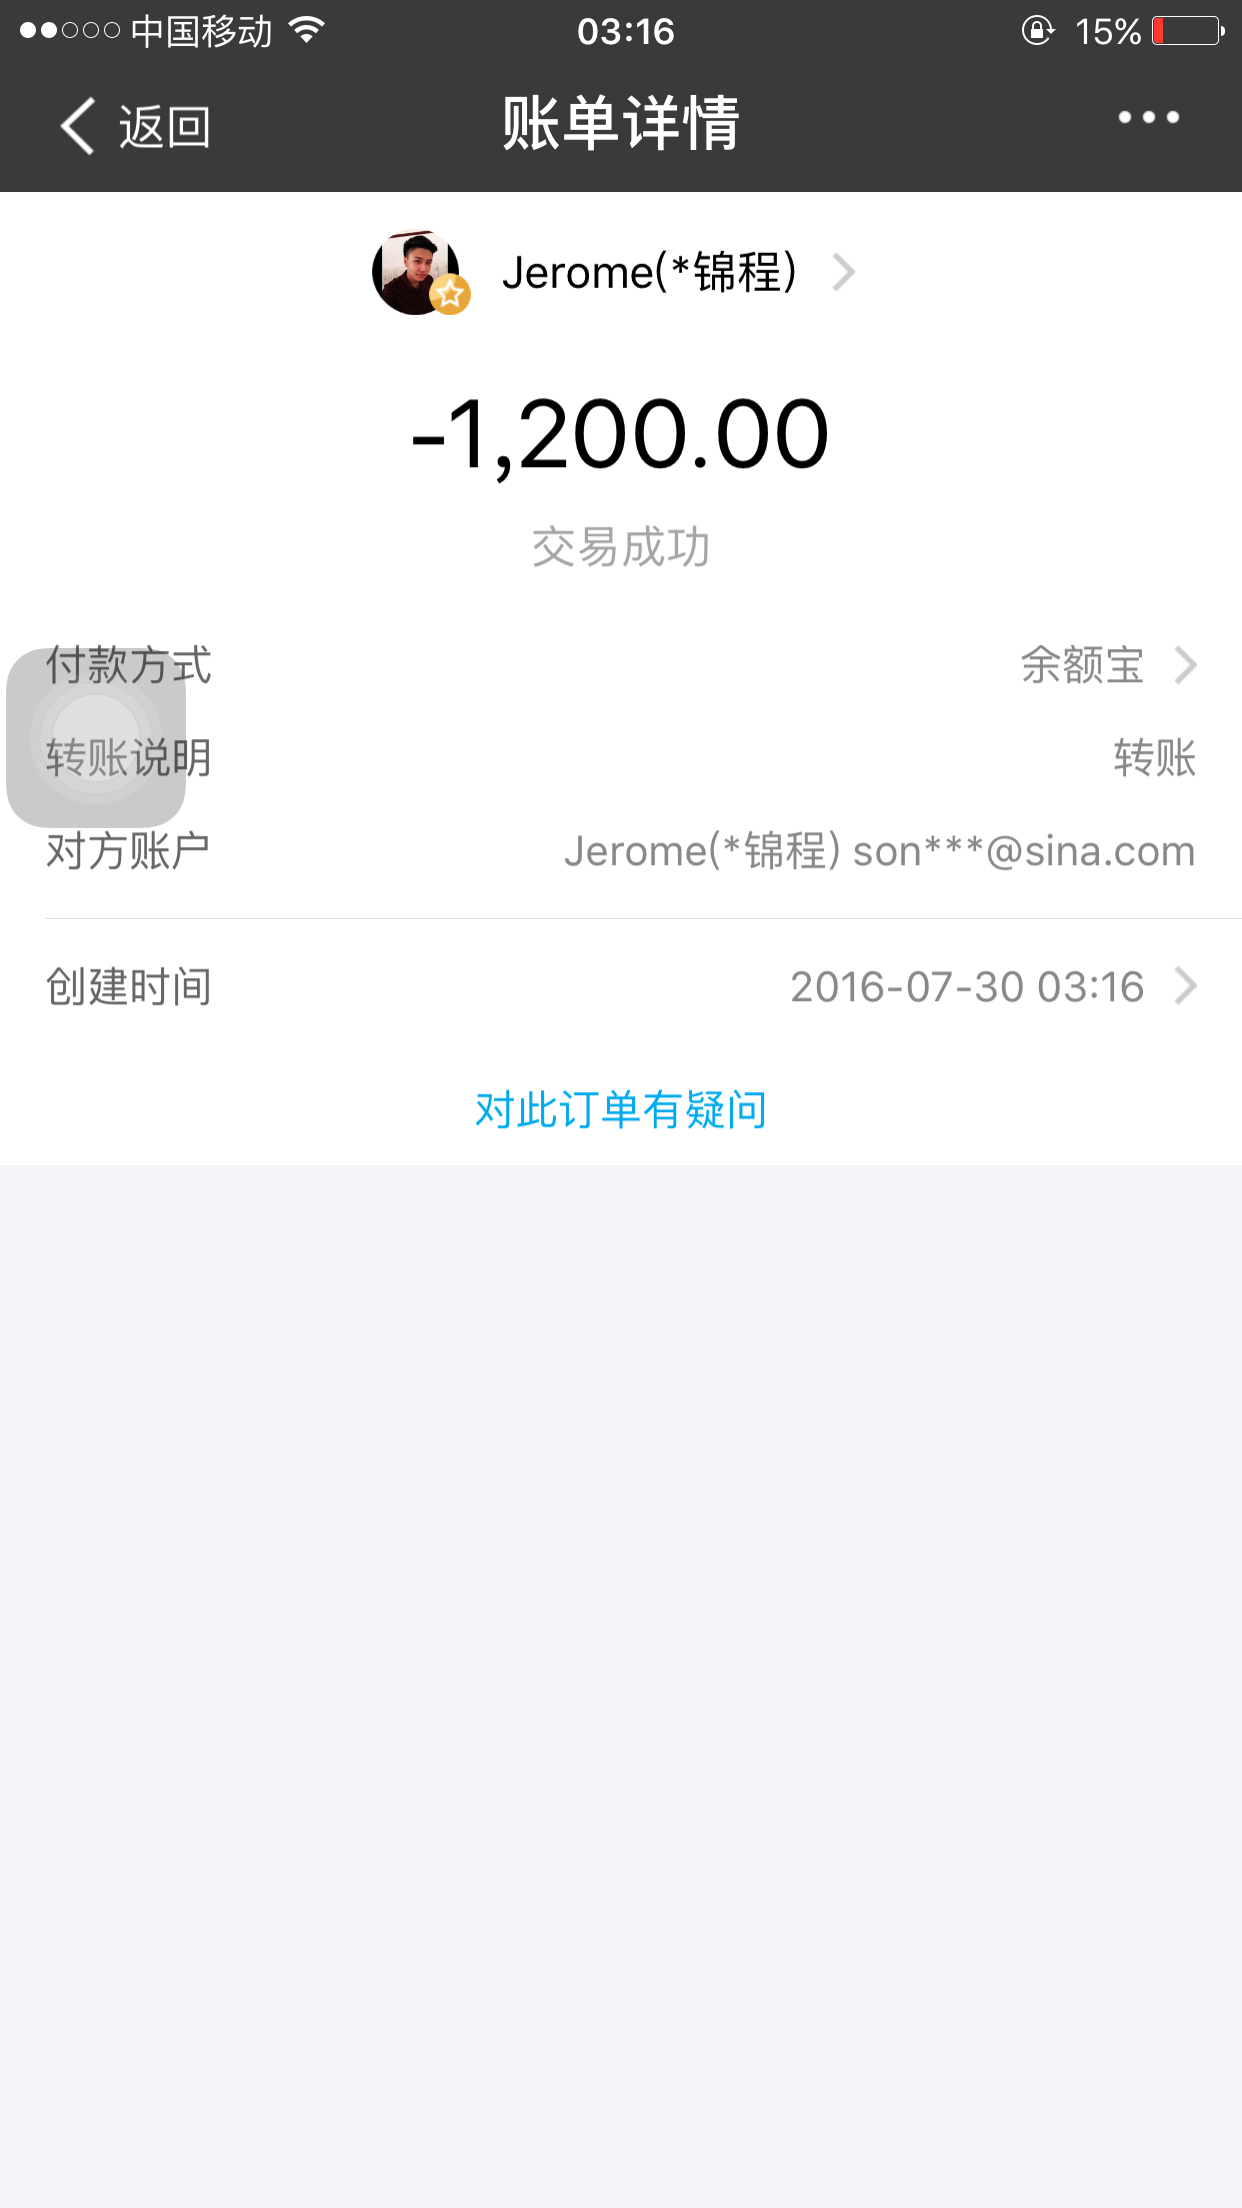 中国移动 03:16 15%
返回 账单详情
Jerome(*锦程)
-1,200.00
交易成功
付款方式 余额宝
转账说明 转账
对方账户 Jerome(*锦程) son***@sina.com
创建时间 2016-07-30 03:16
对此订单有疑问